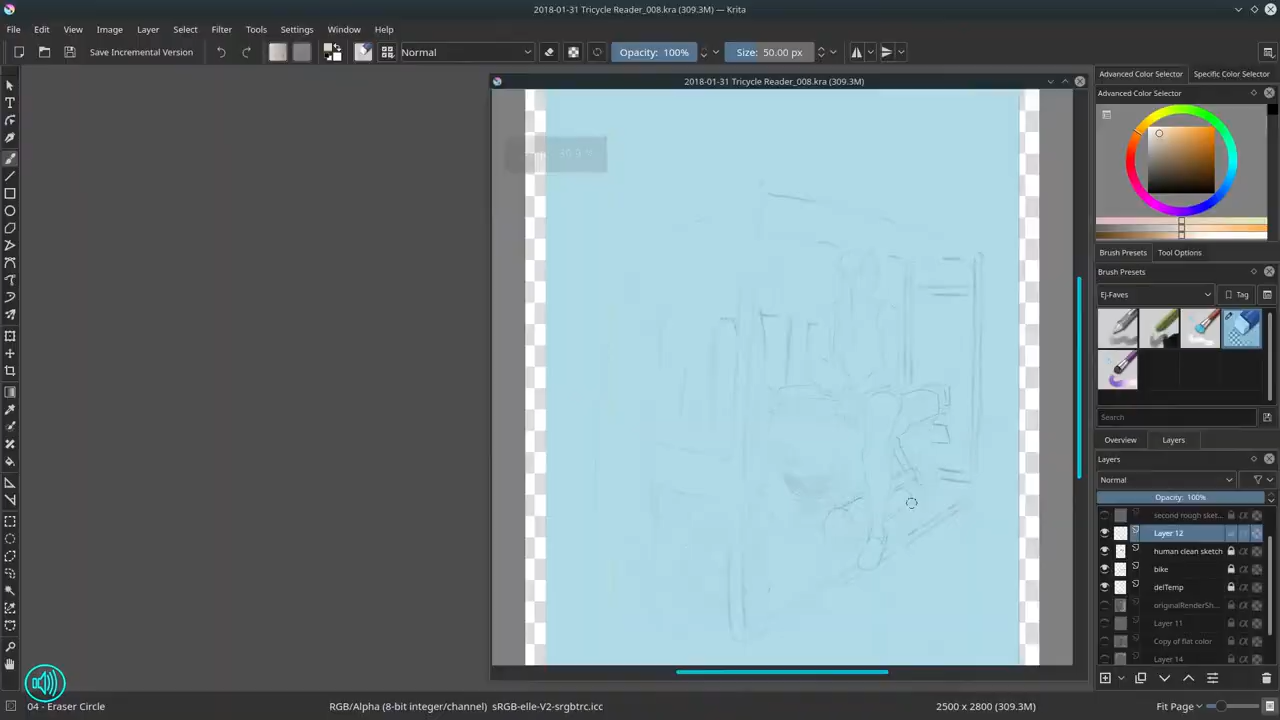 2018-01-31 Tricycle Reader_008.kra (309.3M) — Krita
File Edit View Image Layer Select Filter Tools Settings Window Help
Save Incremental Version Normal Opacity: 100% Size: 50.00 px
2018-01-31 Tricycle Reader_008.kra (309.3M)
Advanced Color Selector Specific Color Selector
Advanced Color Selector
Brush Presets Tool Options
Brush Presets
Ej-Faves Tag
Search
Overview Layers
Layers
Normal
Opacity: 100%
second rough sket...
Layer 12
human clean sketch
bike
delTemp
originalRenderSh...
Layer 11
Copy of flat color
Layer 14
04 - Eraser Circle RGB/Alpha (8-bit integer/channel) sRGB-elle-V2-srgbtrc.icc 2500 x 2800 (309.3M) Fit Page